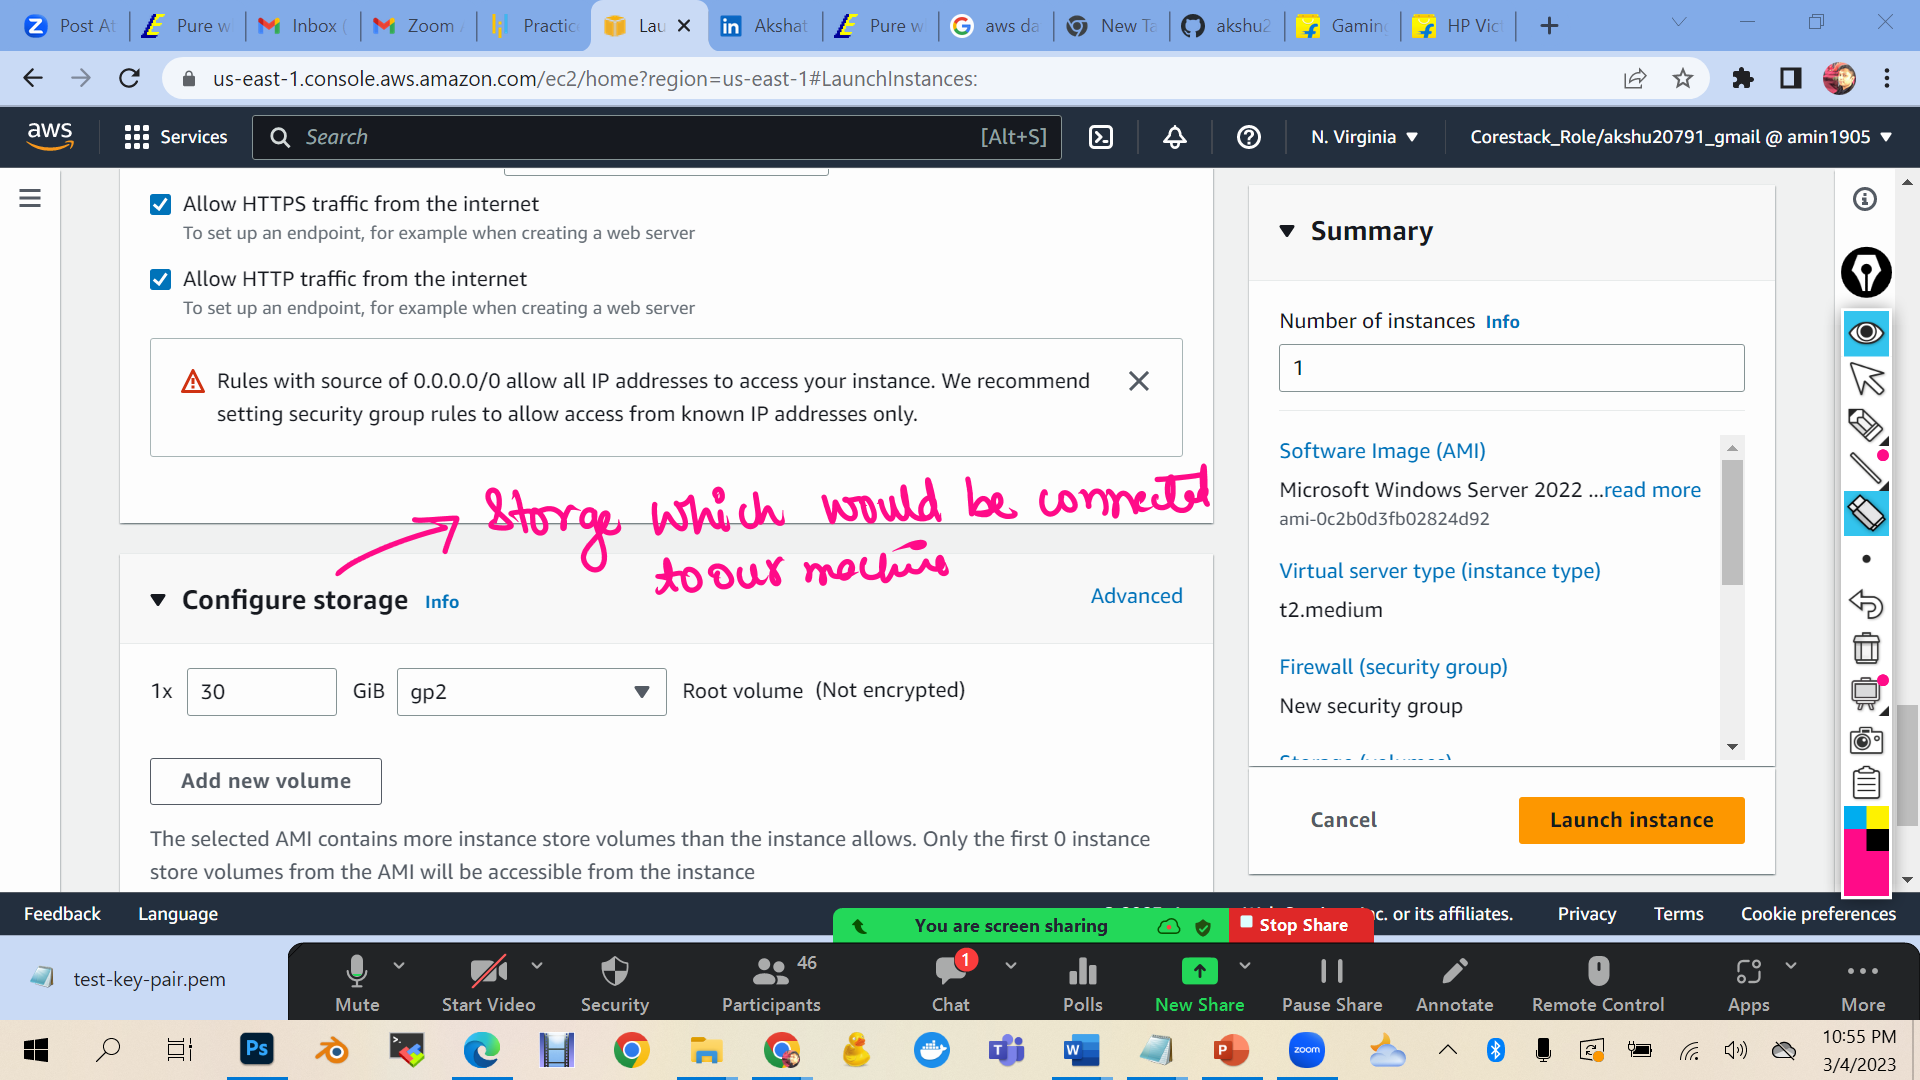 Post At
Pure w
Inbox (
Zoom
Practic
Lau
Akshat
Pure w
aws da
New Ta
akshu2
Gaming
HP Vict
us-east-1.console.aws.amazon.com/ec2/home?region=us-east-1#LaunchInstances:
aws
Services
Search
[Alt+S]
N. Virginia
Corestack_Role/akshu20791_gmail @ amin1905
Allow HTTPS traffic from the internet
To set up an endpoint, for example when creating a web server
Allow HTTP traffic from the internet
To set up an endpoint, for example when creating a web server
Rules with source of 0.0.0.0/0 allow all IP addresses to access your instance. We recommend
setting security group rules to allow access from known IP addresses only.
Storge which would be connected
to our machine
Configure storage Info
Advanced
1x 30 GiB gp2 Root volume (Not encrypted)
Add new volume
The selected AMI contains more instance store volumes than the instance allows. Only the first 0 instance
store volumes from the AMI will be accessible from the instance
Summary
Number of instances Info
1
Software Image (AMI)
Microsoft Windows Server 2022 ...read more
ami-0c2b0d3fb02824d92
Virtual server type (instance type)
t2.medium
Firewall (security group)
New security group
Storage (volumes)
Cancel
Launch instance
Feedback
Language
nc. or its affiliates.
Privacy
Terms
Cookie preferences
You are screen sharing
Stop Share
test-key-pair.pem
Mute
Start Video
Security
Participants 46
Chat 1
Polls
New Share
Pause Share
Annotate
Remote Control
Apps
More
Ps
W
P
zoom
10:55 PM
3/4/2023